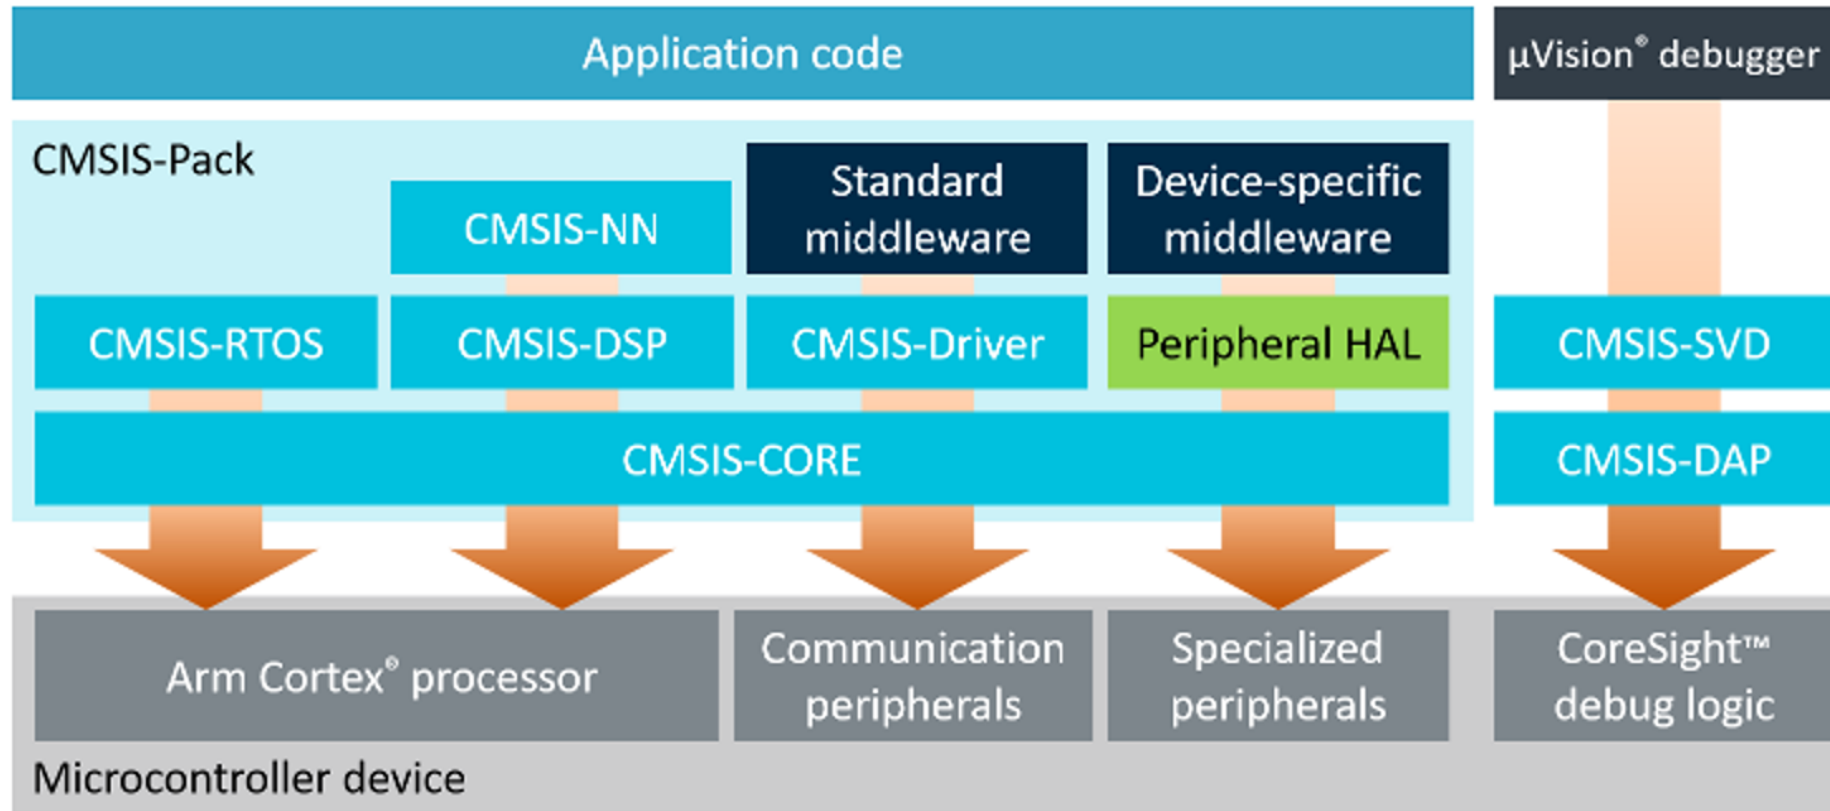 Application code
µVision® debugger
CMSIS-Pack
CMSIS-NN
Standard
middleware
Device-specific
middleware
CMSIS-RTOS
CMSIS-DSP
CMSIS-Driver
Peripheral HAL
CMSIS-SVD
CMSIS-CORE
CMSIS-DAP
Arm Cortex® processor
Communication
peripherals
Specialized
peripherals
CoreSight™
debug logic
Microcontroller device